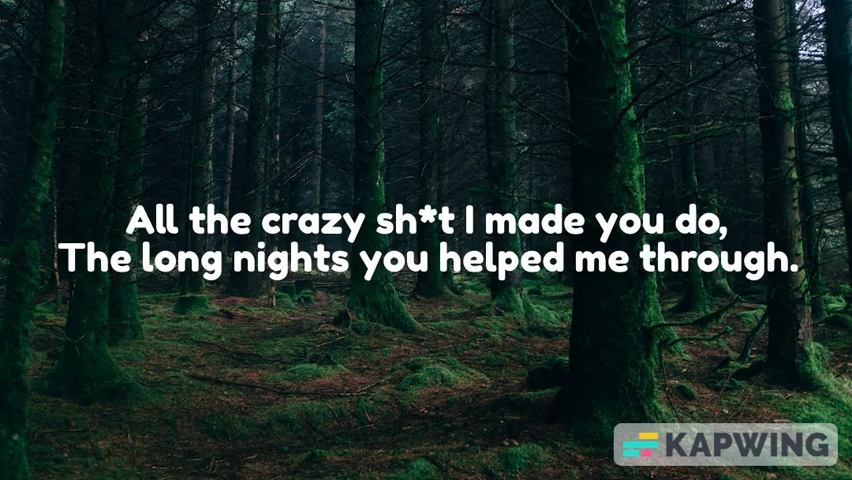 All the crazy sh*t I made you do,
The long nights you helped me through.
KAPWING